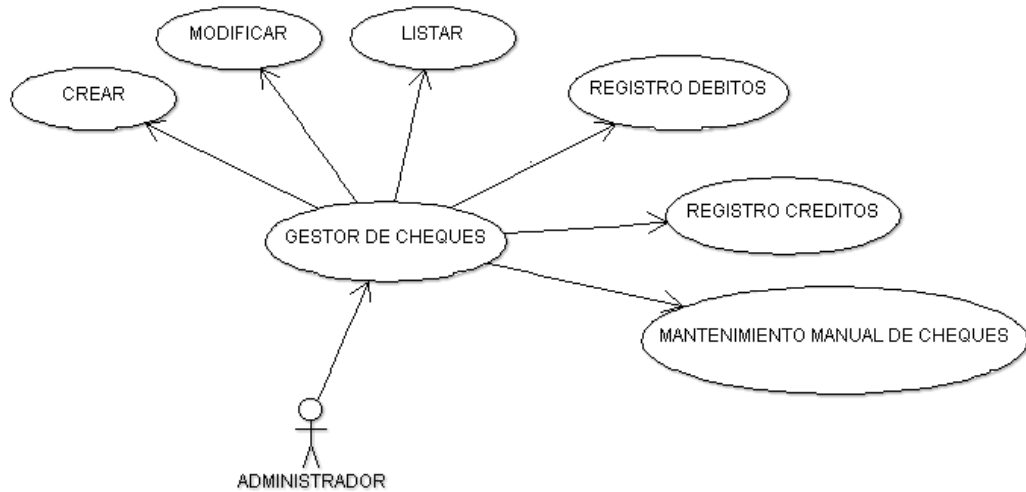 MODIFICAR
LISTAR
CREAR
REGISTRO DEBITOS
REGISTRO CREDITOS
GESTOR DE CHEQUES
MANTENIMIENTO MANUAL DE CHEQUES
ADMINISTRADOR